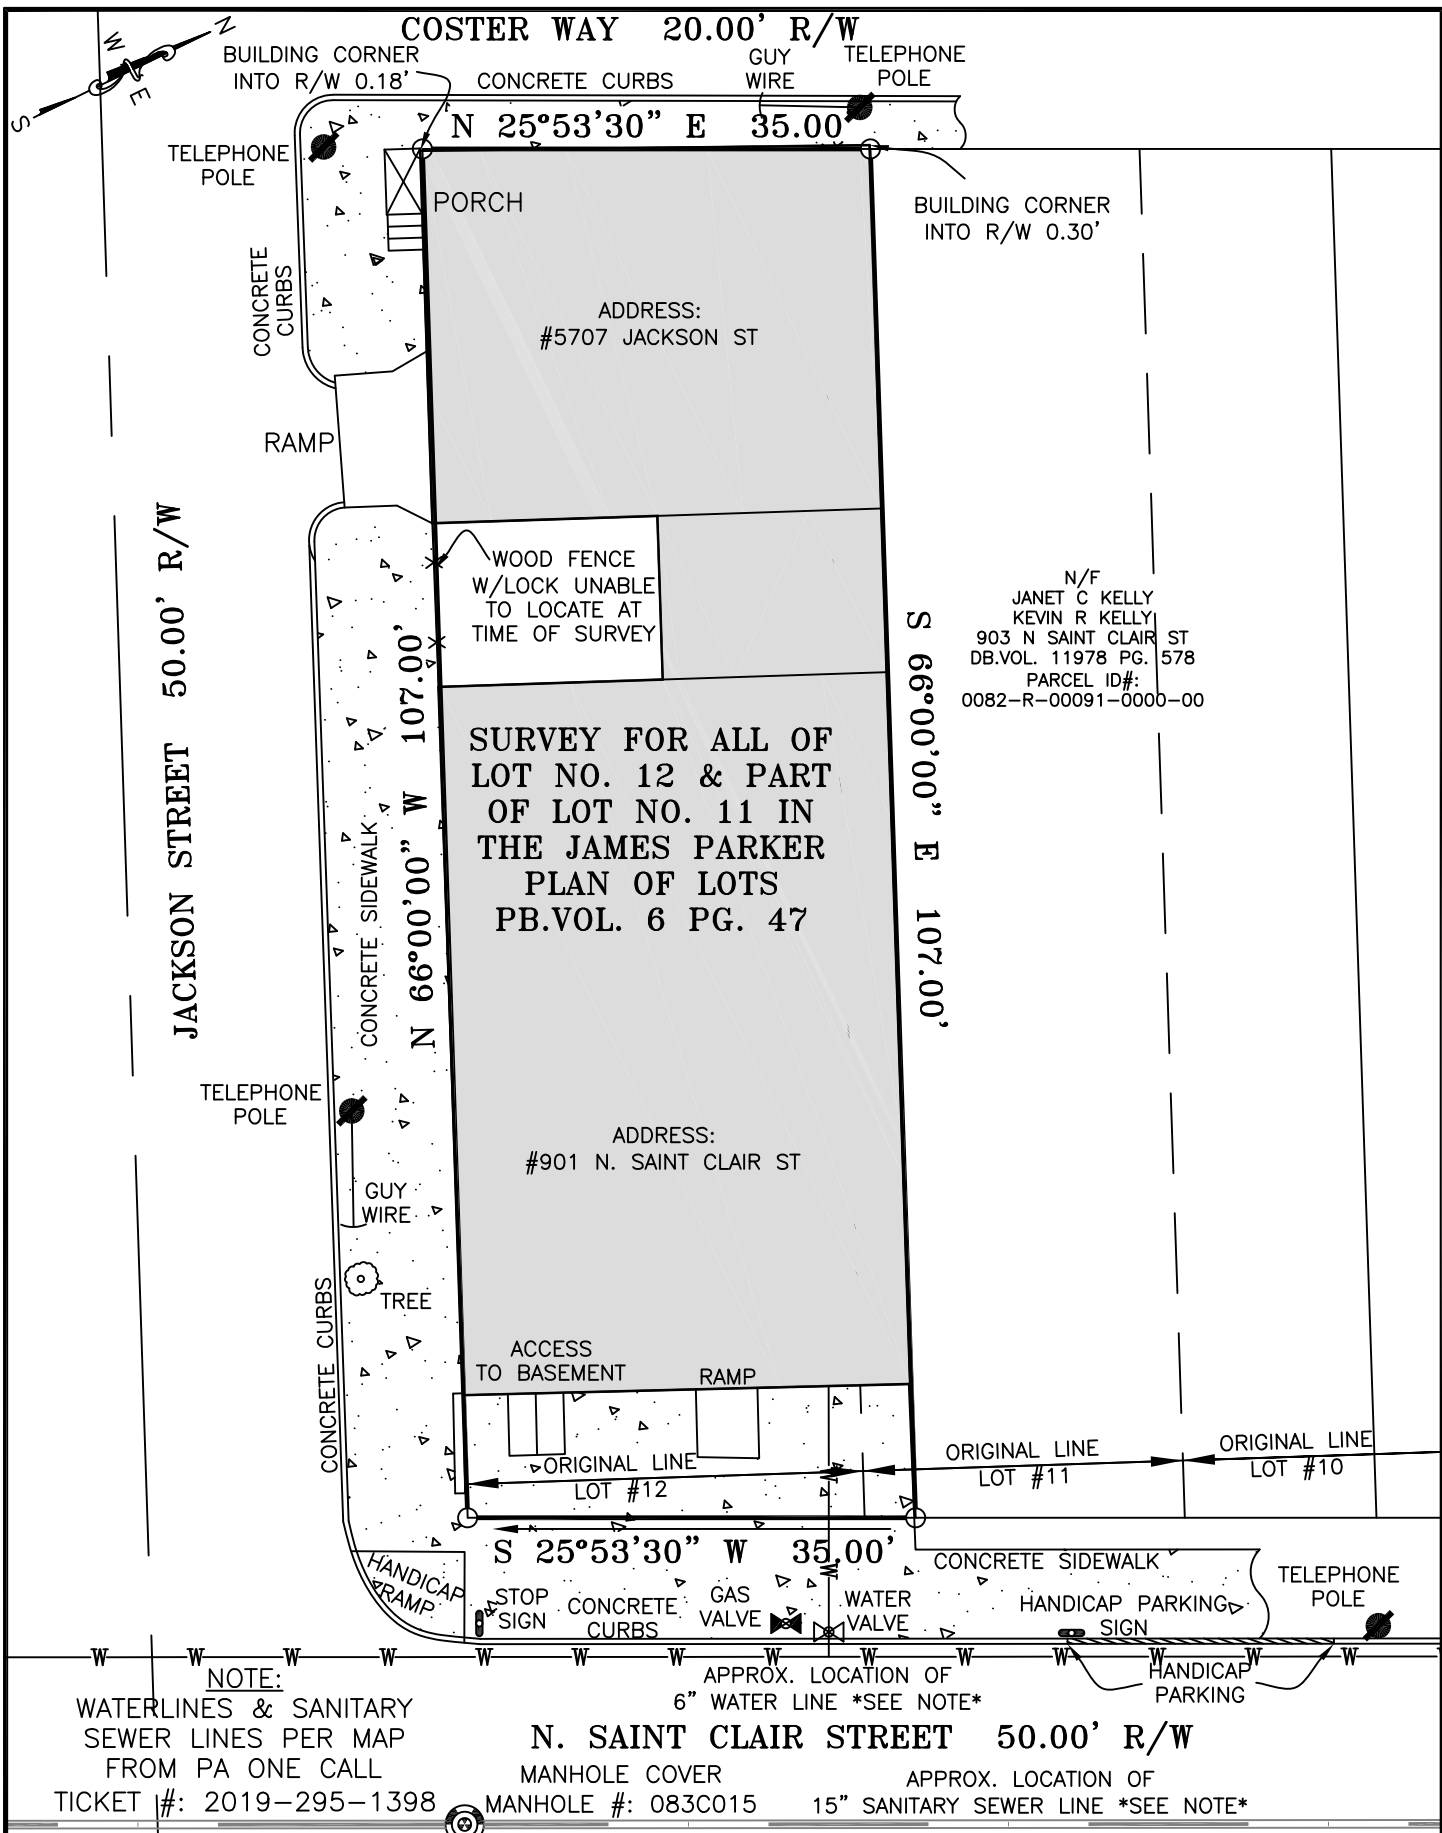 COSTER WAY 20.00' R/W
N
W
E
S
BUILDING CORNER
INTO R/W 0.18'
CONCRETE CURBS
GUY
WIRE
TELEPHONE
POLE
N 25°53'30" E 35.00'
TELEPHONE
POLE
PORCH
BUILDING CORNER
INTO R/W 0.30'
CONCRETE
CURBS
ADDRESS:
#5707 JACKSON ST
RAMP
JACKSON STREET 50.00' R/W
WOOD FENCE
W/LOCK UNABLE
TO LOCATE AT
TIME OF SURVEY
N/F
JANET C KELLY
KEVIN R KELLY
903 N SAINT CLAIR ST
DB.VOL. 11978 PG. 578
PARCEL ID#:
0082-R-00091-0000-00
N 66°00'00" W 107.00'
S 66°00'00" E 107.00'
SURVEY FOR ALL OF
LOT NO. 12 & PART
OF LOT NO. 11 IN
THE JAMES PARKER
PLAN OF LOTS
PB.VOL. 6 PG. 47
CONCRETE SIDEWALK
TELEPHONE
POLE
ADDRESS:
#901 N. SAINT CLAIR ST
GUY
WIRE
TREE
CONCRETE CURBS
ACCESS
TO BASEMENT
RAMP
ORIGINAL LINE
LOT #12
ORIGINAL LINE
LOT #11
ORIGINAL LINE
LOT #10
W
S 25°53'30" W 35.00'
W
CONCRETE SIDEWALK
HANDICAP
RAMP
STOP
SIGN
CONCRETE
CURBS
GAS
VALVE
WATER
VALVE
HANDICAP PARKING
SIGN
TELEPHONE
POLE
W W W W W W W W W W W W W W W
HANDICAP
PARKING
APPROX. LOCATION OF
6" WATER LINE *SEE NOTE*
NOTE:
WATERLINES & SANITARY
SEWER LINES PER MAP
FROM PA ONE CALL
TICKET #: 2019-295-1398
N. SAINT CLAIR STREET 50.00' R/W
MANHOLE COVER
MANHOLE #: 083C015
APPROX. LOCATION OF
15" SANITARY SEWER LINE *SEE NOTE*